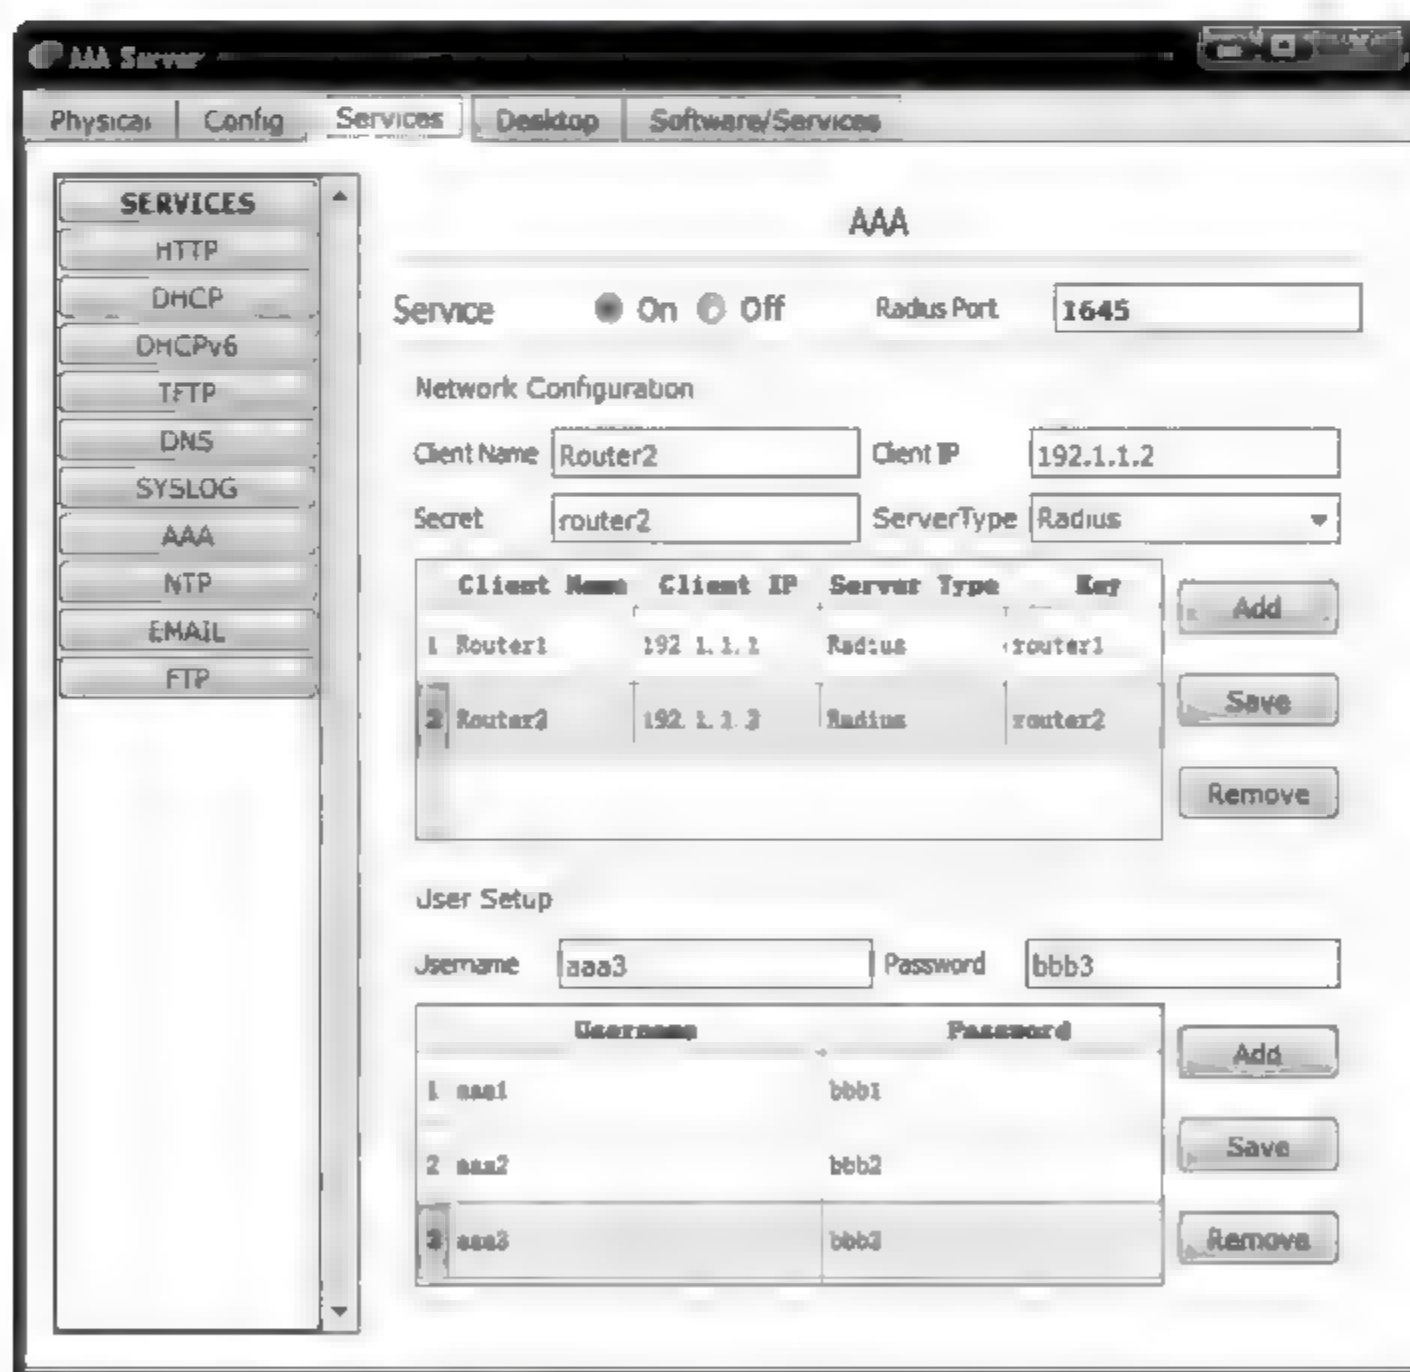 AAA Server
Physical Config Services Desktop Software/Services
SERVICES
HTTP
DHCP
DHCPv6
TFTP
DNS
SYSLOG
AAA
NTP
EMAIL
FTP
AAA
Service On Off Radius Port 1645
Network Configuration
Client Name Router2 Client IP 192.1.1.2
Secret router2 ServerType Radius
Client Name Client IP Server Type Key
1 Router1 192.1.1.1 Radius router1
2 Router2 192.1.1.2 Radius router2
Add
Save
Remove
User Setup
Username aaa3 Password bbb3
Username Password
1 aaa1 bbb1
2 aaa2 bbb2
3 aaa3 bbb3
Add
Save
Remove